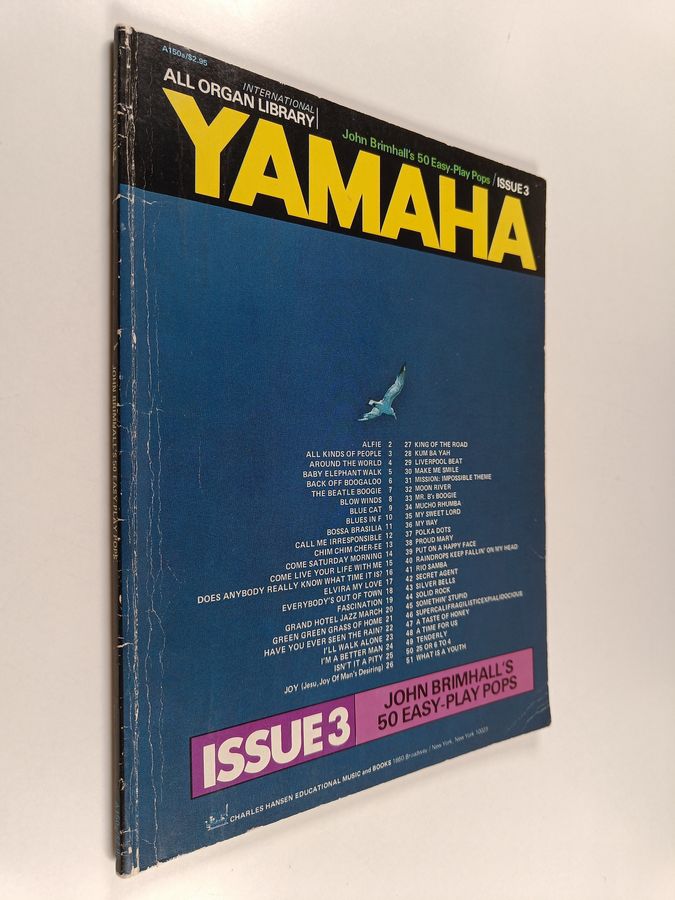 A150s/$2.95
INTERNATIONAL
ALL ORGAN LIBRARY
John Brimhall's 50 Easy-Play Pops / ISSUE 3
YAMAHA
ALFIE 2
ALL KINDS OF PEOPLE 3
AROUND THE WORLD 4
BABY ELEPHANT WALK 5
BACK OFF BOOGALOO 6
THE BEATLE BOOGIE 7
BLOW WINDS 8
BLUE CAT 9
BLUES IN F 10
BOSSA BRASILIA 11
CALL ME IRRESPONSIBLE 12
CHIM CHIM CHER-EE 13
COME SATURDAY MORNING 14
COME LIVE YOUR LIFE WITH ME 15
DOES ANYBODY REALLY KNOW WHAT TIME IT IS? 16
ELVIRA MY LOVE 17
EVERYBODY'S OUT OF TOWN 18
FASCINATION 19
GRAND HOTEL JAZZ MARCH 20
GREEN GREEN GRASS OF HOME 21
HAVE YOU EVER SEEN THE RAIN? 22
I'LL WALK ALONE 23
I'M A BETTER MAN 24
ISN'T IT A PITY 25
JOY (Jesu, Joy Of Man's Desiring) 26
27 KING OF THE ROAD
28 KUM BA YAH
29 LIVERPOOL BEAT
30 MAKE ME SMILE
31 MISSION: IMPOSSIBLE THEME
32 MOON RIVER
33 MR. B's BOOGIE
34 MUCHO RHUMBA
35 MY SWEET LORD
36 MY WAY
37 POLKA DOTS
38 PROUD MARY
39 PUT ON A HAPPY FACE
40 RAINDROPS KEEP FALLIN' ON MY HEAD
41 RIO SAMBA
42 SECRET AGENT
43 SILVER BELLS
44 SOLID ROCK
45 SOMETHIN' STUPID
46 SUPERCALIFRAGILISTICEXPIALIDOCIOUS
47 A TASTE OF HONEY
48 A TIME FOR US
49 TENDERLY
50 25 OR 6 TO 4
51 WHAT IS A YOUTH
ISSUE 3
JOHN BRIMHALL'S
50 EASY-PLAY POPS
CHARLES HANSEN EDUCATIONAL MUSIC and BOOKS 1860 Broadway / New York, New York 10023
JOHN BRIMHALL'S 50 EASY-PLAY POPS